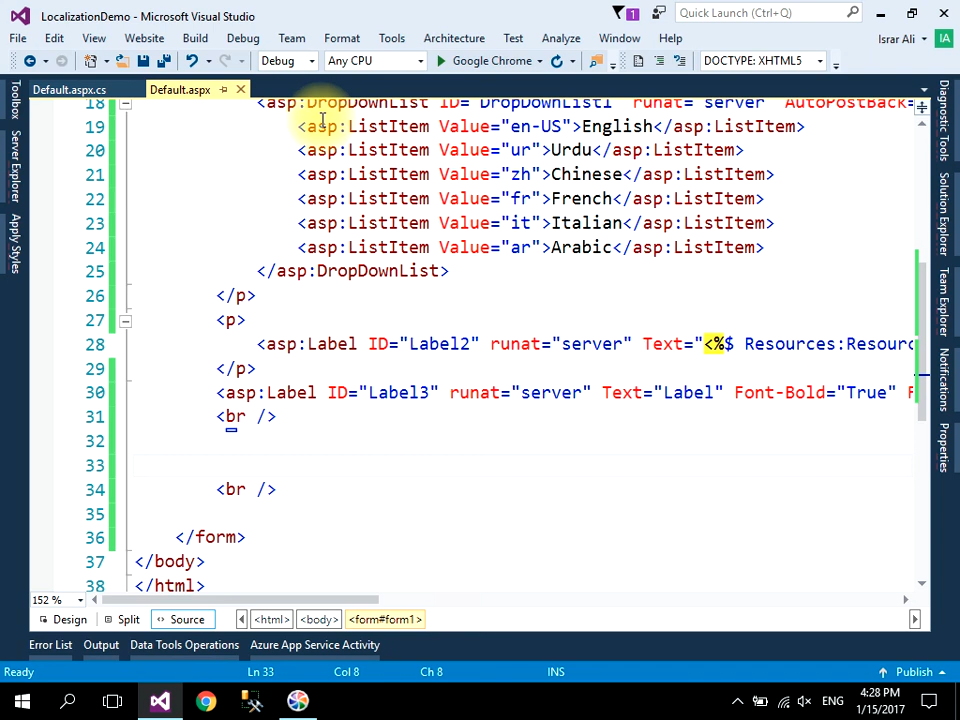 LocalizationDemo - Microsoft Visual Studio
1
Quick Launch (Ctrl+Q)
File Edit View Website Build Debug Team Format Tools Architecture Test Analyze Window Help
Israr Ali IA
Debug Any CPU Google Chrome DOCTYPE: XHTML5
Default.aspx.cs Default.aspx
Toolbox
Server Explorer
Apply Styles
18 <asp:DropDownList ID="DropDownList1" runat="server" AutoPostBack=
19 <asp:ListItem Value="en-US">English</asp:ListItem>
20 <asp:ListItem Value="ur">Urdu</asp:ListItem>
21 <asp:ListItem Value="zh">Chinese</asp:ListItem>
22 <asp:ListItem Value="fr">French</asp:ListItem>
23 <asp:ListItem Value="it">Italian</asp:ListItem>
24 <asp:ListItem Value="ar">Arabic</asp:ListItem>
25 </asp:DropDownList>
26 </p>
27 <p>
28 <asp:Label ID="Label2" runat="server" Text="<%$ Resources:Resourc
29 </p>
30 <asp:Label ID="Label3" runat="server" Text="Label" Font-Bold="True" F
31 <br />
32
33
34 <br />
35
36 </form>
37 </body>
38 </html>
Diagnostic Tools
Solution Explorer
Team Explorer
Notifications
Properties
152 %
Design Split Source <html> <body> <form#form1>
Error List Output Data Tools Operations Azure App Service Activity
Ready Ln 33 Col 8 Ch 8 INS Publish
ENG
4:28 PM
1/15/2017